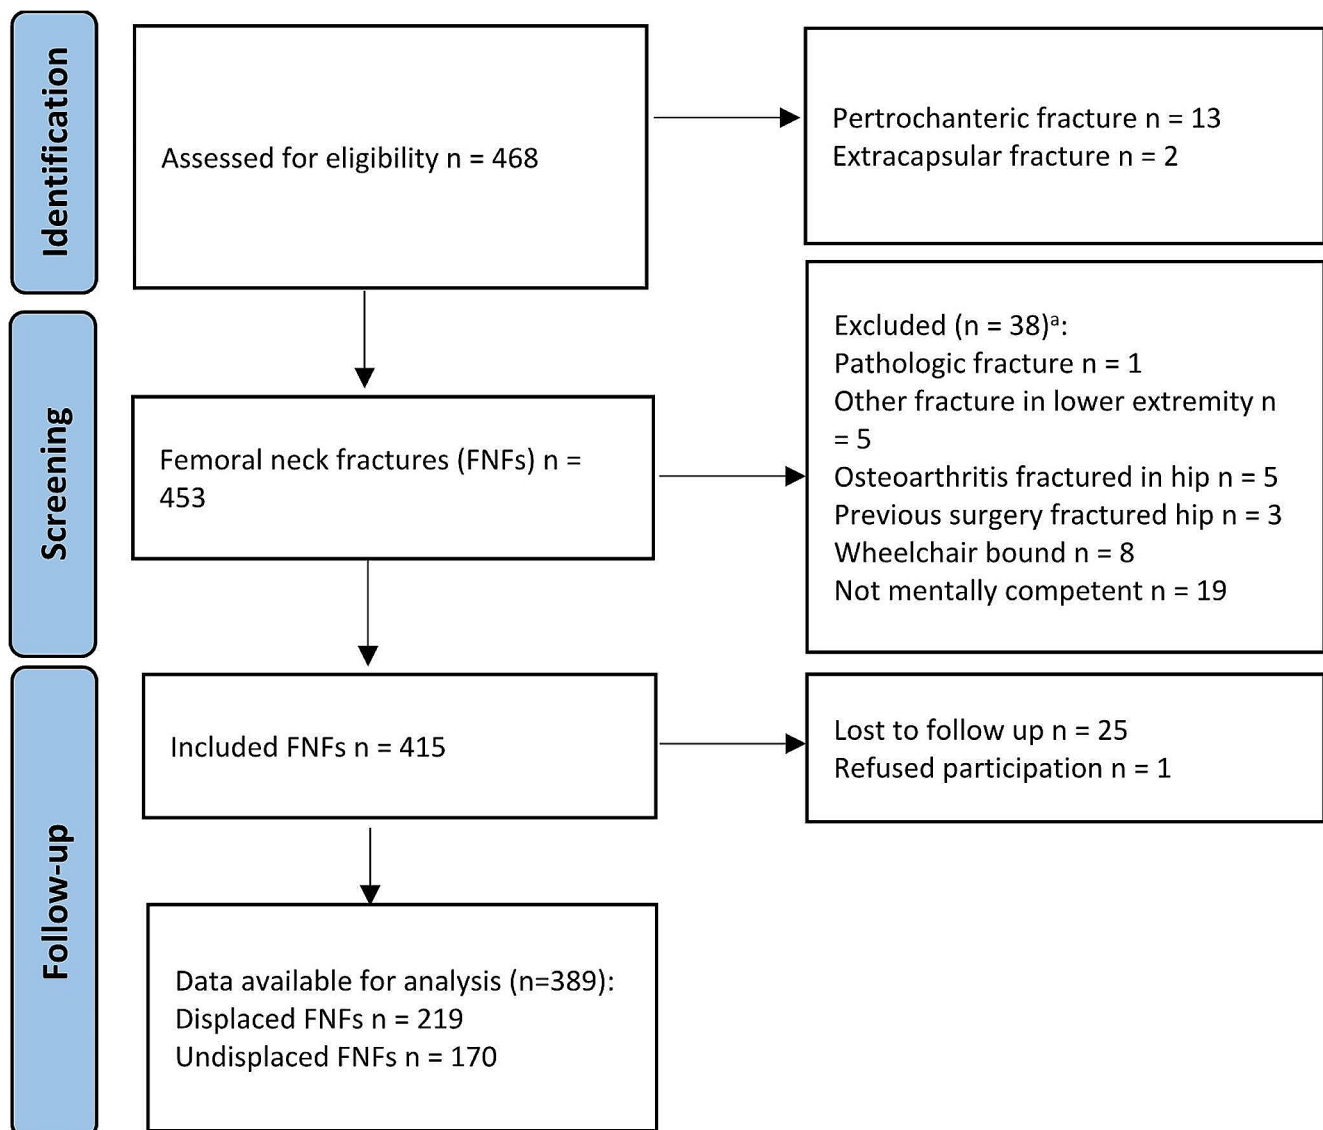 Identification
Assessed for eligibility n = 468
Pertrochanteric fracture n = 13
Extracapsular fracture n = 2
Screening
Femoral neck fractures (FNFs) n =
453
Excluded (n = 38)ᵃ:
Pathologic fracture n = 1
Other fracture in lower extremity n
= 5
Osteoarthritis fractured in hip n = 5
Previous surgery fractured hip n = 3
Wheelchair bound n = 8
Not mentally competent n = 19
Follow-up
Included FNFs n = 415
Lost to follow up n = 25
Refused participation n = 1
Data available for analysis (n=389):
Displaced FNFs n = 219
Undisplaced FNFs n = 170